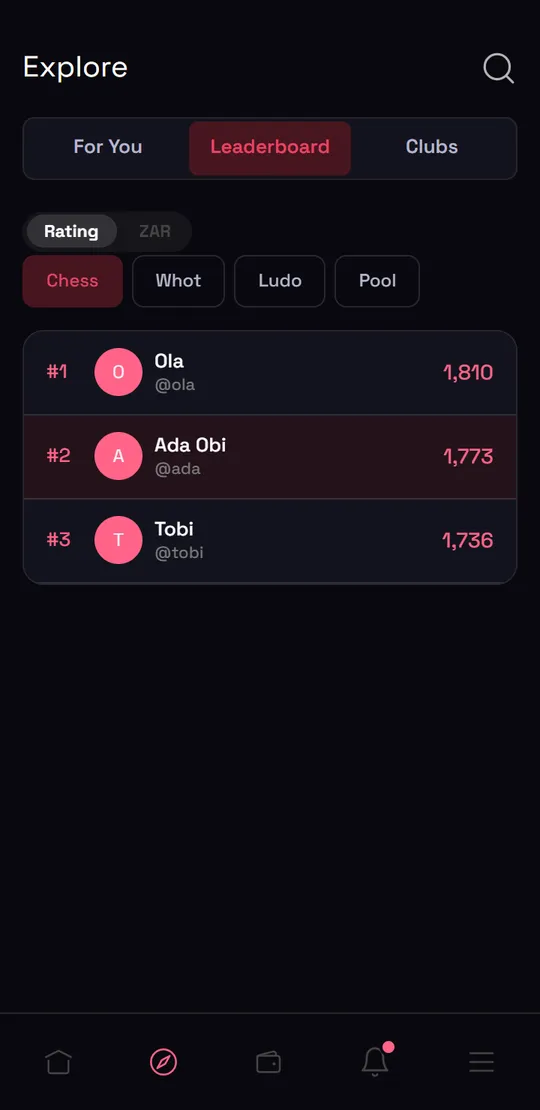 Explore
For You Leaderboard Clubs
Rating ZAR
Chess Whot Ludo Pool
#1 O Ola 1,810
@ola
#2 A Ada Obi 1,773
@ada
#3 T Tobi 1,736
@tobi